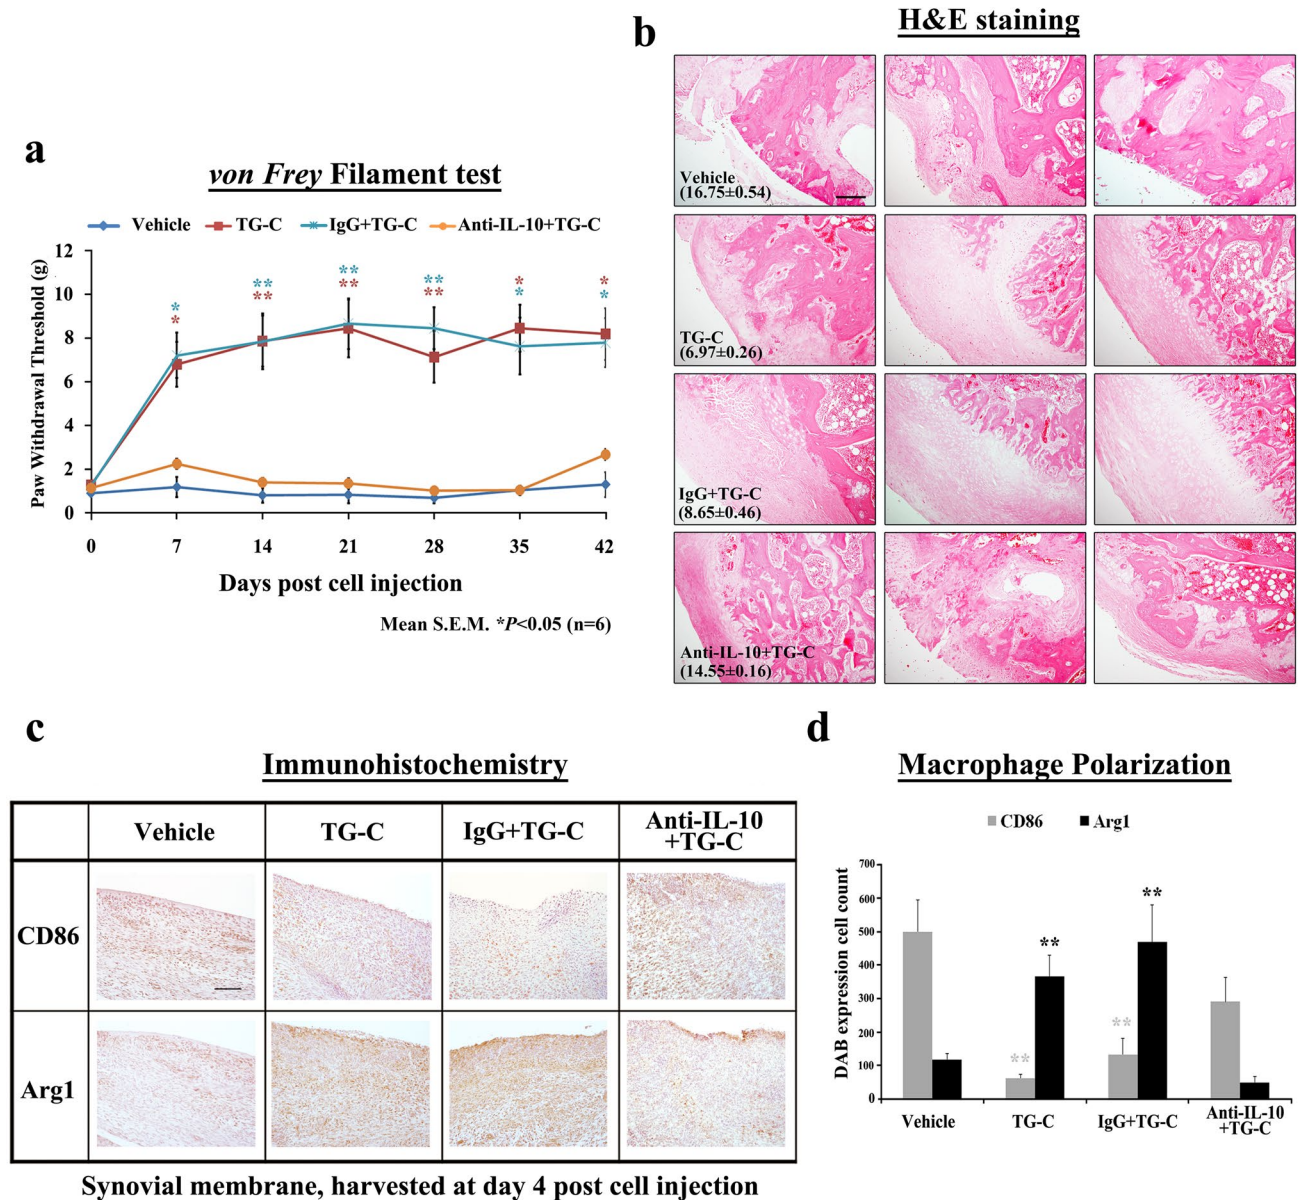 a
von Frey Filament test
Vehicle TG-C IgG+TG-C Anti-IL-10+TG-C
Paw Withdrawal Threshold (g)
12
10
8
6
4
2
0
** ** ** * *
* ** ** ** * *
*
0 7 14 21 28 35 42
Days post cell injection
Mean S.E.M. *P<0.05 (n=6)
b
H&E staining
Vehicle
(16.75±0.54)
TG-C
(6.97±0.26)
IgG+TG-C
(8.65±0.46)
Anti-IL-10+TG-C
(14.55±0.16)
c
Immunohistochemistry
Vehicle TG-C IgG+TG-C Anti-IL-10
+TG-C
CD86
Arg1
Synovial membrane, harvested at day 4 post cell injection
d
Macrophage Polarization
CD86 Arg1
DAB expression cell count
700
600
500
400
300
200
100
0
**
**
**
**
Vehicle TG-C IgG+TG-C Anti-IL-10
+TG-C